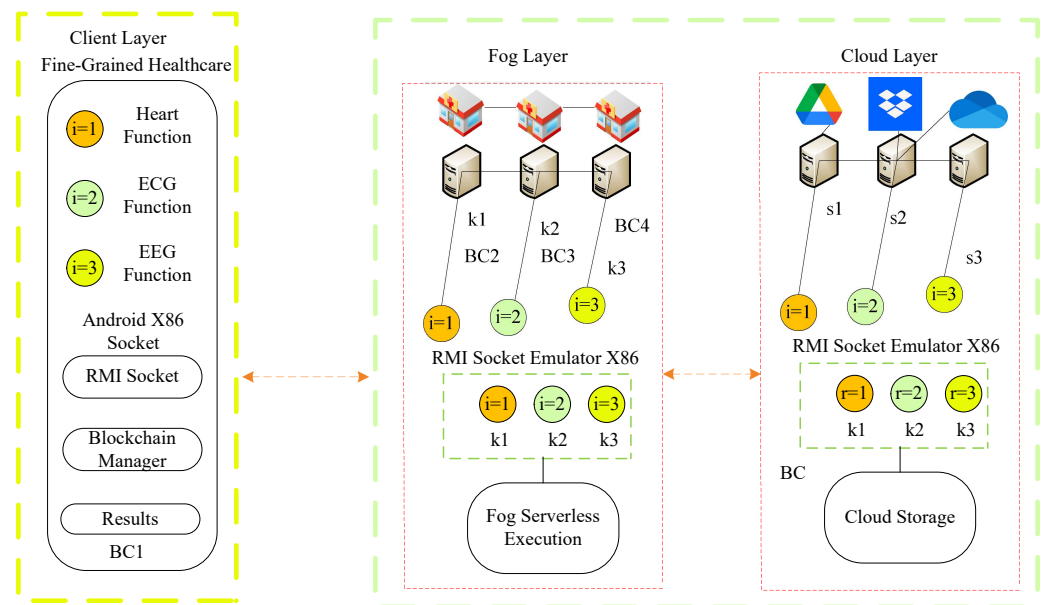 Client Layer
Fine-Grained Healthcare
i=1
Heart
Function
i=2
ECG
Function
i=3
EEG
Function
Android X86
Socket
RMI Socket
Blockchain
Manager
Results
BC1
Fog Layer
k1
k2
BC4
BC2
BC3
k3
i=1
i=2
i=3
RMI Socket Emulator X86
i=1
i=2
i=3
k1
k2
k3
Fog Serverless
Execution
Cloud Layer
s1
s2
s3
i=1
i=2
i=3
RMI Socket Emulator X86
r=1
r=2
r=3
k1
k2
k3
BC
Cloud Storage